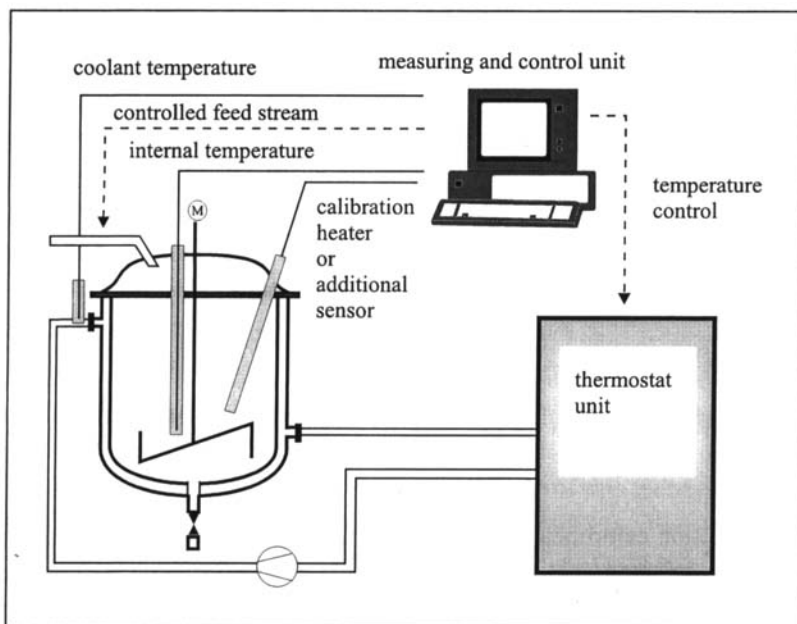 coolant temperature
measuring and control unit
controlled feed stream
internal temperature
M
calibration
heater
or
additional
sensor
temperature
control
thermostat
unit